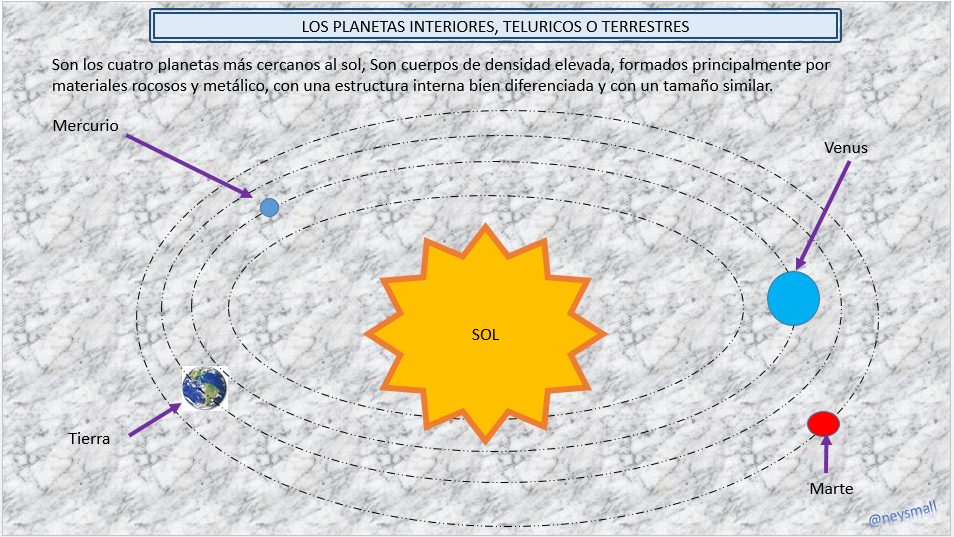 LOS PLANETAS INTERIORES, TELURICOS O TERRESTRES
Son los cuatro planetas más cercanos al sol, Son cuerpos de densidad elevada, formados principalmente por
materiales rocosos y metálico, con una estructura interna bien diferenciada y con un tamaño similar.
Mercurio
Venus
SOL
Tierra
Marte
@neysmall